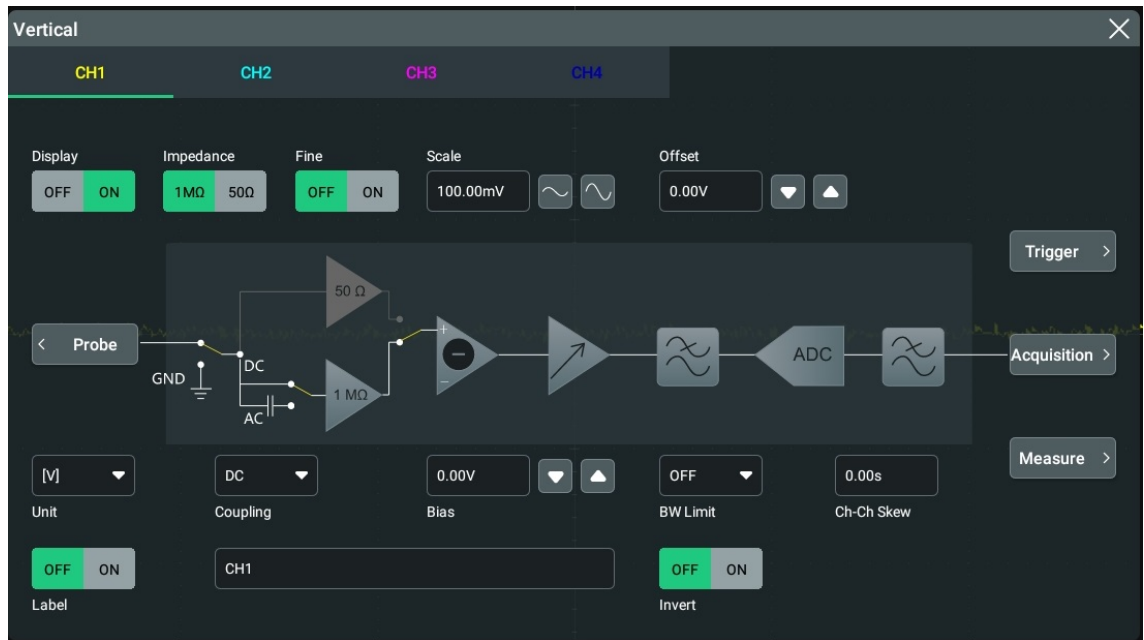 Vertical
CH1 CH2 CH3 CH4
Display Impedance Fine Scale Offset
OFF ON 1MΩ 50Ω OFF ON 100.00mV 0.00V
Trigger
50 Ω
Probe DC ADC Acquisition
GND
1 MΩ
AC
Measure
[V] DC 0.00V OFF 0.00s
Unit Coupling Bias BW Limit Ch-Ch Skew
OFF ON CH1 OFF ON
Label Invert